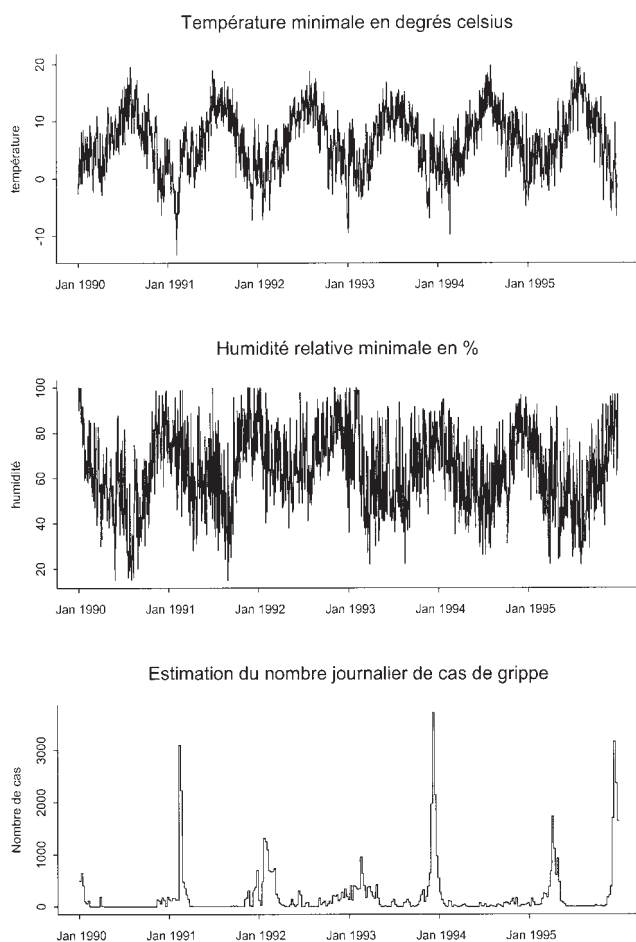 Température minimale en degrés celsius
température
20
10
0
-10
Jan 1990 Jan 1991 Jan 1992 Jan 1993 Jan 1994 Jan 1995
Humidité relative minimale en %
humidité
100
80
60
40
20
Jan 1990 Jan 1991 Jan 1992 Jan 1993 Jan 1994 Jan 1995
Estimation du nombre journalier de cas de grippe
Nombre de cas
3000
2000
1000
0
Jan 1990 Jan 1991 Jan 1992 Jan 1993 Jan 1994 Jan 1995